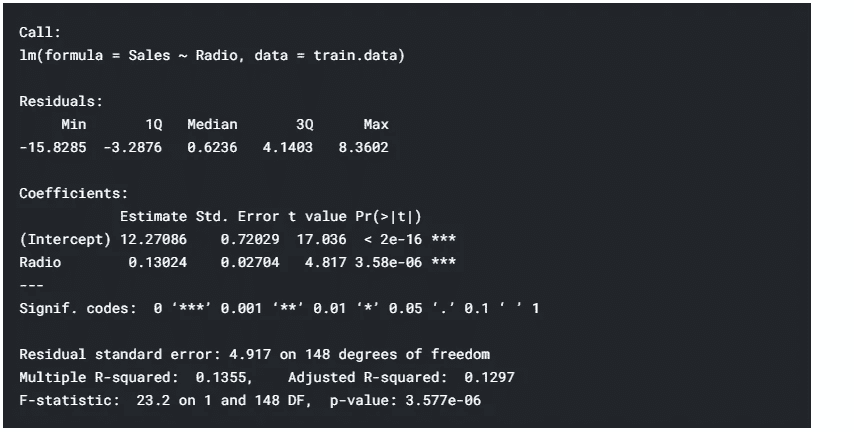 Call:
lm(formula = Sales ~ Radio, data = train.data)
Residuals:
Min 1Q Median 3Q Max
-15.8285 -3.2876 0.6236 4.1403 8.3602
Coefficients:
Estimate Std. Error t value Pr(>|t|)
(Intercept) 12.27086 0.72029 17.036 < 2e-16 ***
Radio 0.13024 0.02704 4.817 3.58e-06 ***
---
Signif. codes: 0 ‘***’ 0.001 ‘**’ 0.01 ‘*’ 0.05 ‘.’ 0.1 ‘ ’ 1
Residual standard error: 4.917 on 148 degrees of freedom
Multiple R-squared: 0.1355, Adjusted R-squared: 0.1297
F-statistic: 23.2 on 1 and 148 DF, p-value: 3.577e-06